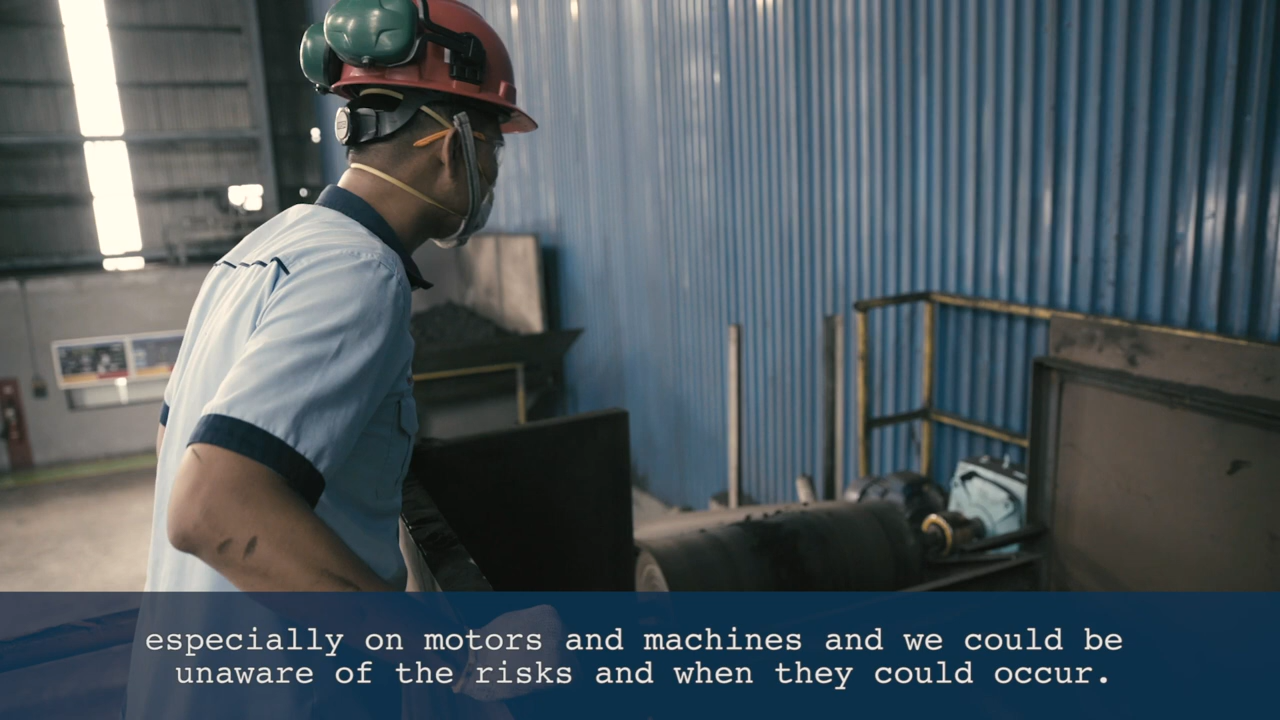 especially on motors and machines and we could be
unaware of the risks and when they could occur.